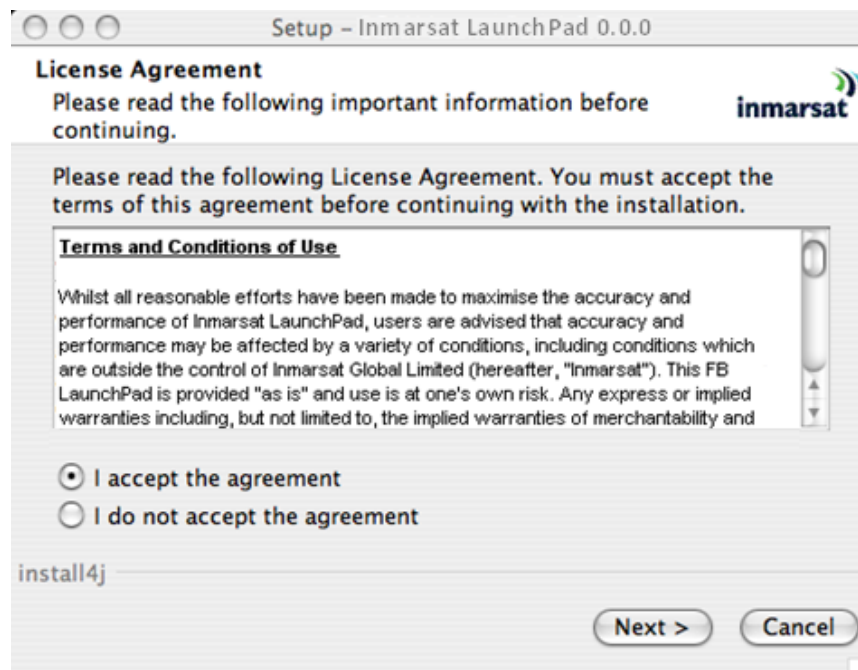 Setup – Inmarsat LaunchPad 0.0.0
License Agreement
Please read the following important information before
continuing.
inmarsat
Please read the following License Agreement. You must accept the
terms of this agreement before continuing with the installation.
Terms and Conditions of Use
Whilst all reasonable efforts have been made to maximise the accuracy and
performance of Inmarsat LaunchPad, users are advised that accuracy and
performance may be affected by a variety of conditions, including conditions which
are outside the control of Inmarsat Global Limited (hereafter, "Inmarsat"). This FB
LaunchPad is provided "as is" and use is at one's own risk. Any express or implied
warranties including, but not limited to, the implied warranties of merchantability and
I accept the agreement
I do not accept the agreement
install4j
Next >
Cancel